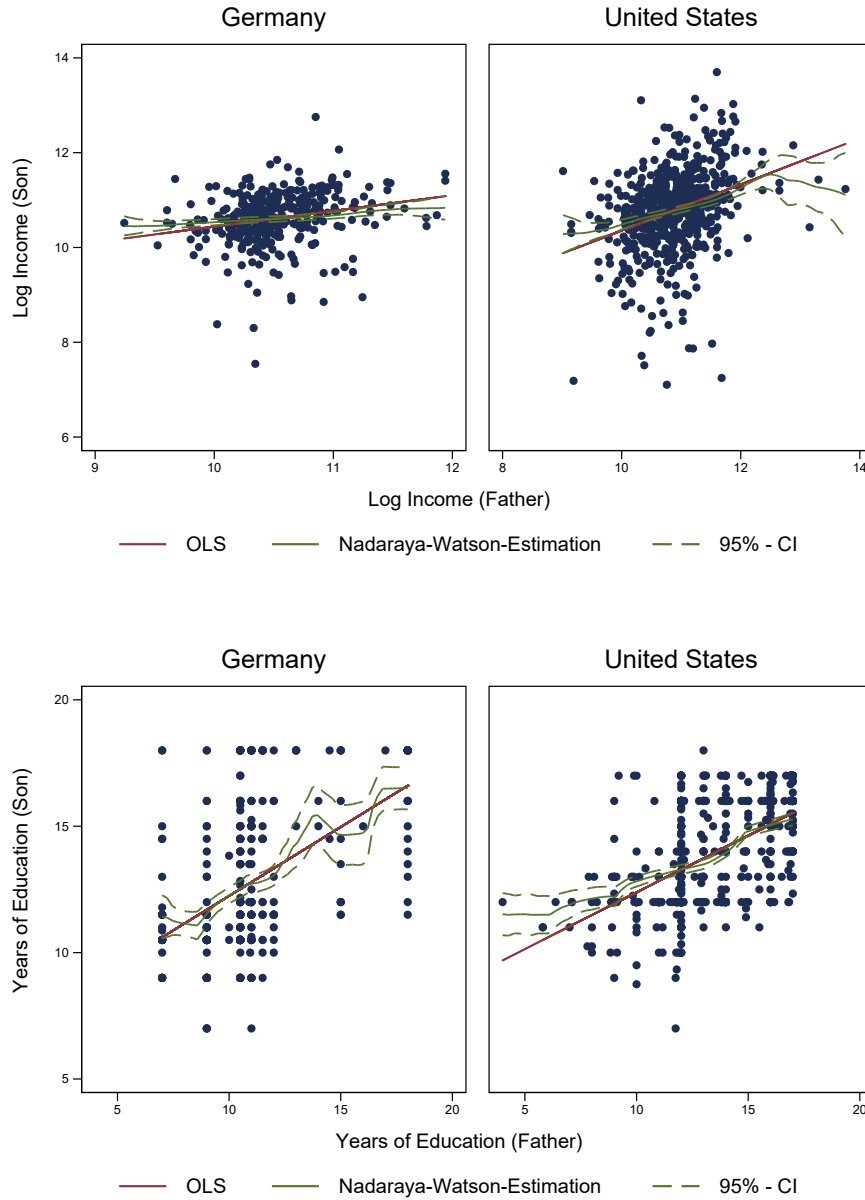 Germany United States
14
12
10
8
6
Log Income (Son)
9 10 11 12 8 10 12 14
Log Income (Father)
OLS Nadaraya-Watson-Estimation 95% - CI
Germany United States
20
15
10
5
Years of Education (Son)
5 10 15 20 5 10 15 20
Years of Education (Father)
OLS Nadaraya-Watson-Estimation 95% - CI